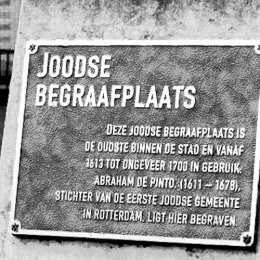 JOODSE
BEGRAAFPLAATS
DEZE JOODSE BEGRAAFPLAATS IS
DE OUDSTE BINNEN DE STAD EN VANAF
1613 TOT ONGEVEER 1700 IN GEBRUIK.
ABRAHAM DE PINTO, (1611 – 1678),
STICHTER VAN DE EERSTE JOODSE GEMEENTE
IN ROTTERDAM, LIGT HIER BEGRAVEN.